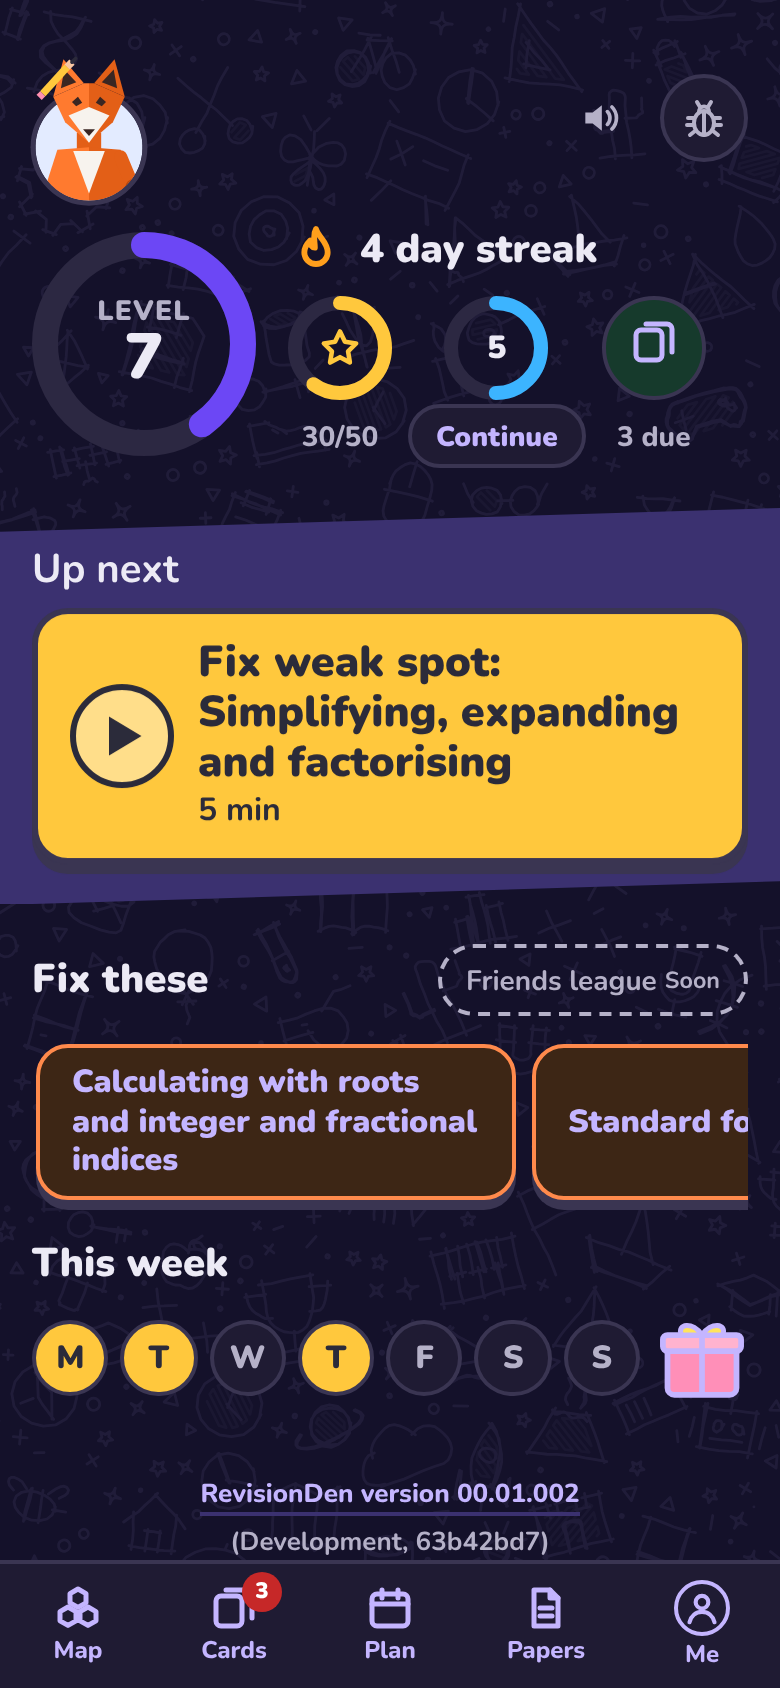 4 day streak
LEVEL
7
5
30/50
Continue
3 due
Up next
Fix weak spot:
Simplifying, expanding
and factorising
5 min
Fix these
Friends league Soon
Calculating with roots
and integer and fractional
indices
Standard fo
This week
M T W T F S S
RevisionDen version 00.01.002
(Development, 63b42bd7)
3
Map
Cards
Plan
Papers
Me